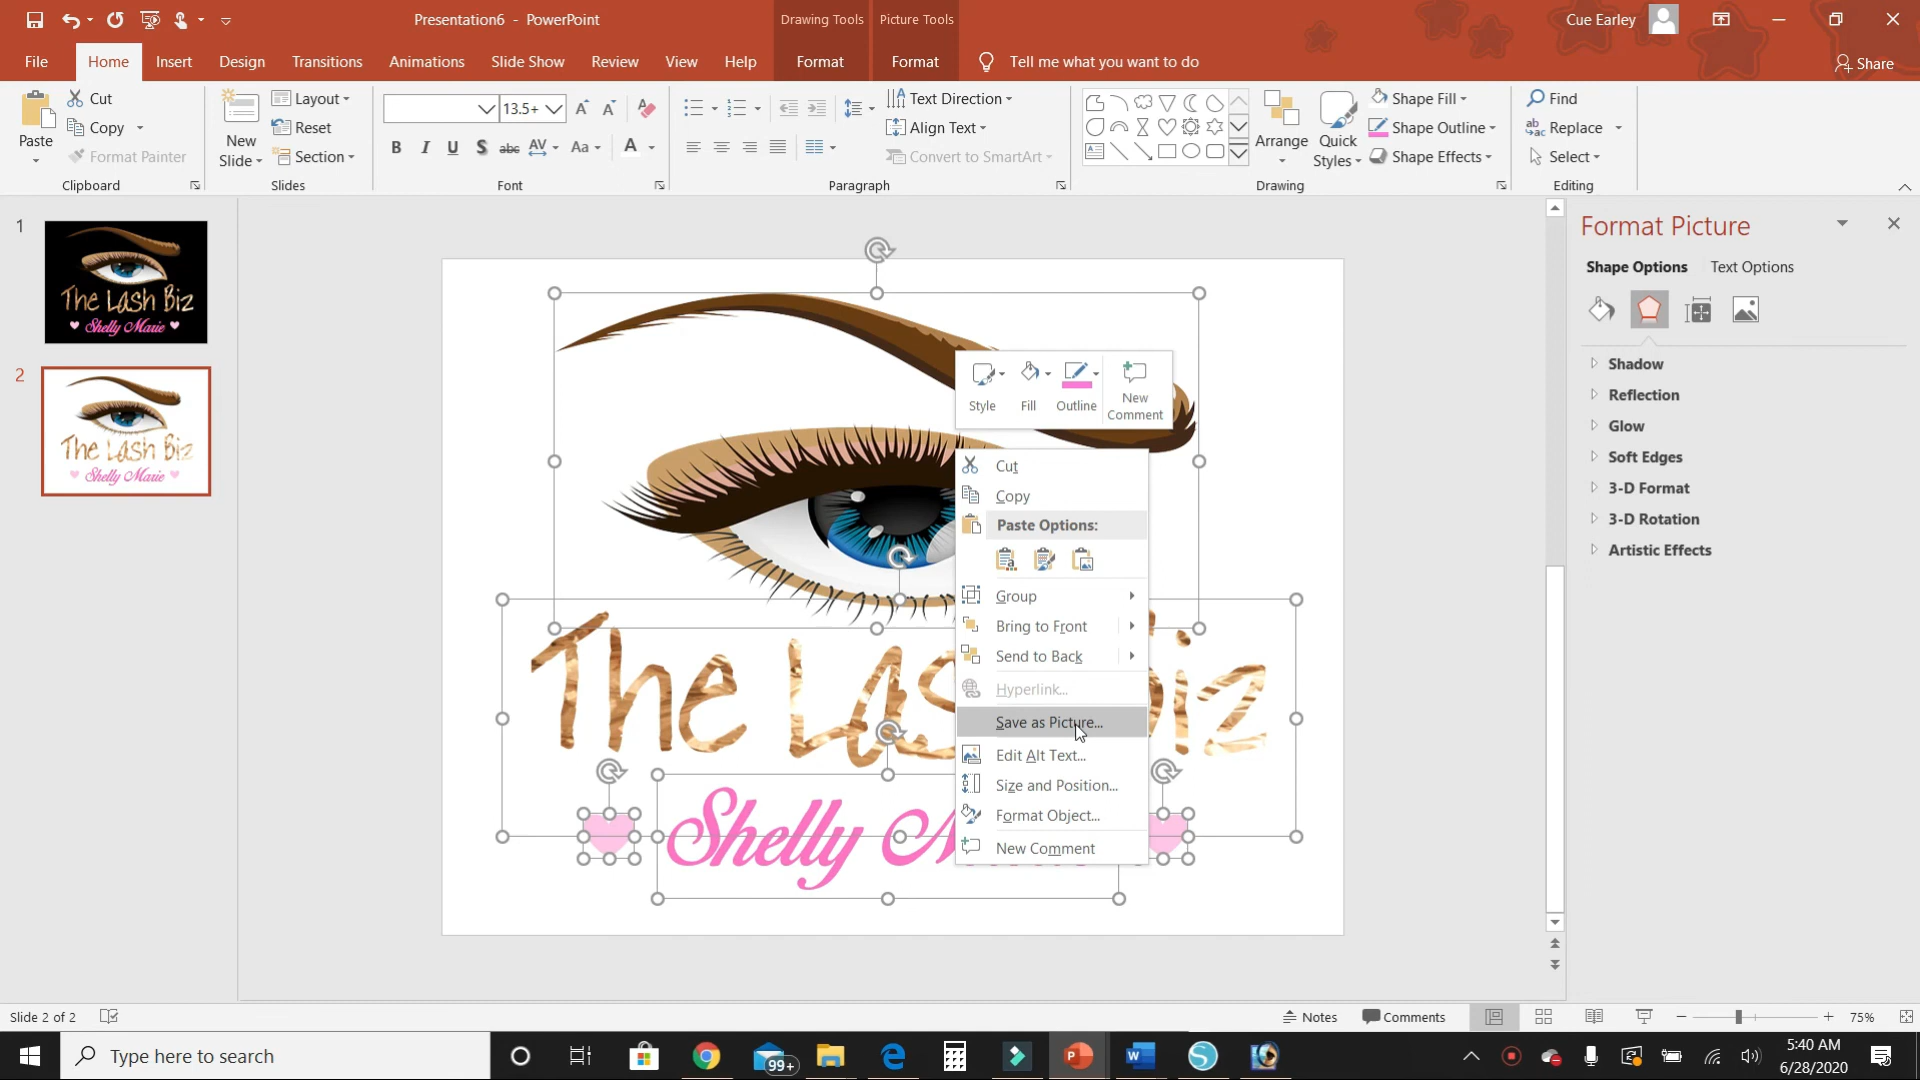 Presentation6 - PowerPoint
Drawing Tools
Picture Tools
Cue Earley
File
Home
Insert
Design
Transitions
Animations
Slide Show
Review
View
Help
Format
Format
Tell me what you want to do
Share
Paste
Cut
Copy
Format Painter
Clipboard
New Slide
Layout
Reset
Section
Slides
13.5+
B I U S abc AV Aa A
Font
Text Direction
Align Text
Convert to SmartArt
Paragraph
Arrange
Quick Styles
Shape Fill
Shape Outline
Shape Effects
Drawing
Find
Replace
Select
Editing
1
The Lash Biz
Shelly Marie
2
The Lash Biz
Shelly Marie
Style
Fill
Outline
New Comment
Cut
Copy
Paste Options:
Group
Bring to Front
Send to Back
Hyperlink...
Save as Picture...
Edit Alt Text...
Size and Position...
Format Object...
New Comment
The Las Biz
Shelly M
Format Picture
Shape Options
Text Options
Shadow
Reflection
Glow
Soft Edges
3-D Format
3-D Rotation
Artistic Effects
Slide 2 of 2
Notes
Comments
75%
Type here to search
99+
5:40 AM
6/28/2020